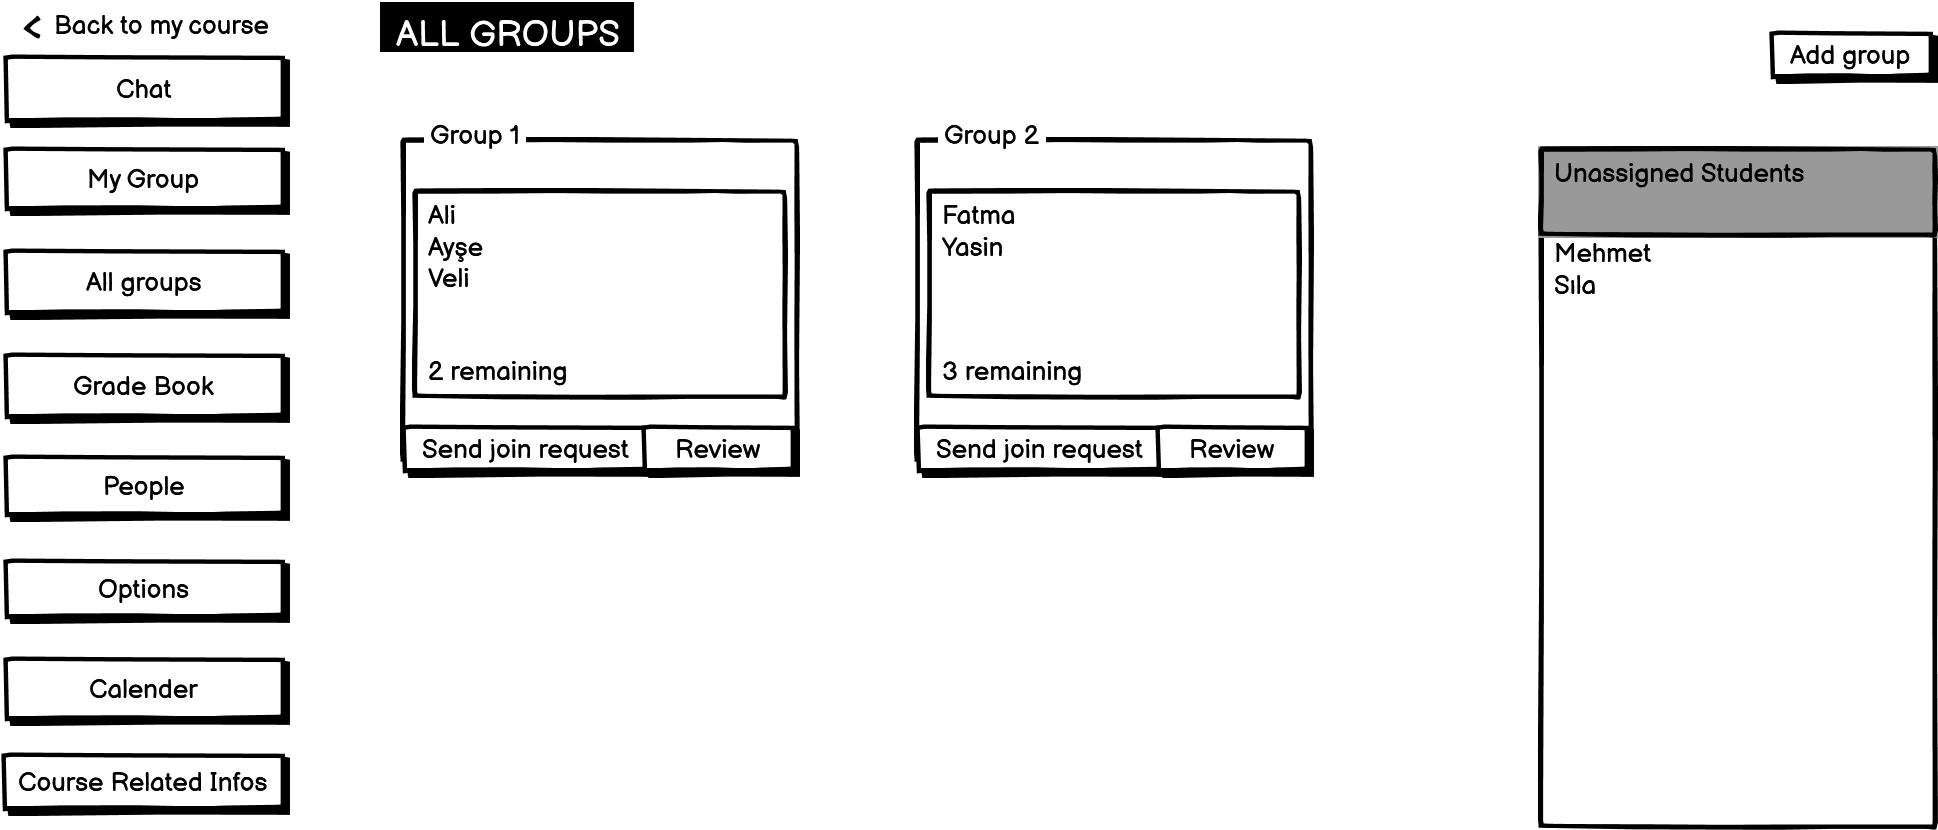 Back to my course
Chat
My Group
All groups
Grade Book
People
Options
Calender
Course Related Infos
ALL GROUPS
Group 1
Ali
Ayşe
Veli
2 remaining
Send join request
Review
Group 2
Fatma
Yasin
3 remaining
Send join request
Review
Add group
Unassigned Students
Mehmet
Sıla